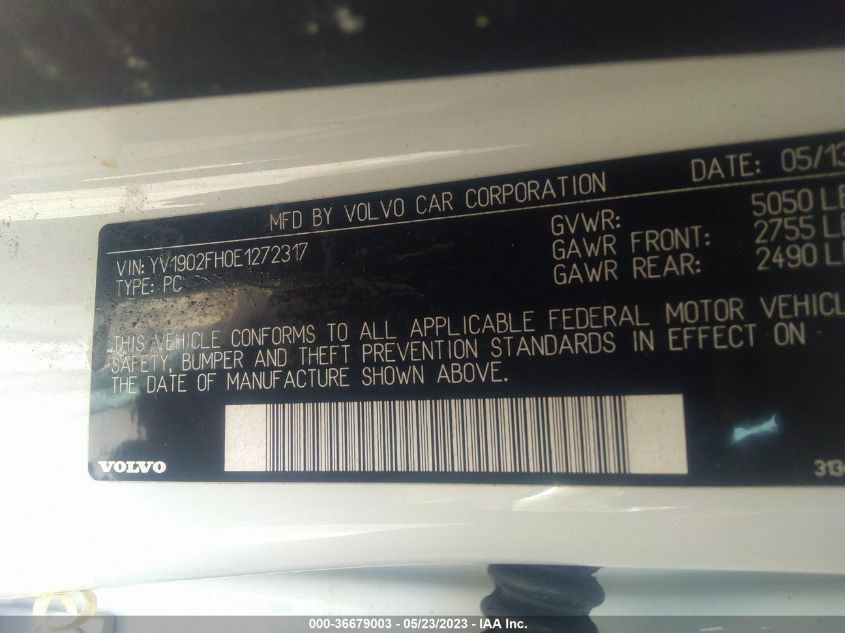 MFD BY VOLVO CAR CORPORATION DATE: 05/13
VIN: YV1902FH0E1272317
TYPE: PC
GVWR: 5050 LB
GAWR FRONT: 2755 LB
GAWR REAR: 2490 LB
THIS VEHICLE CONFORMS TO ALL APPLICABLE FEDERAL MOTOR VEHICL
SAFETY, BUMPER AND THEFT PREVENTION STANDARDS IN EFFECT ON
THE DATE OF MANUFACTURE SHOWN ABOVE.
VOLVO
313
000-36679003 - 05/23/2023 - IAA Inc.